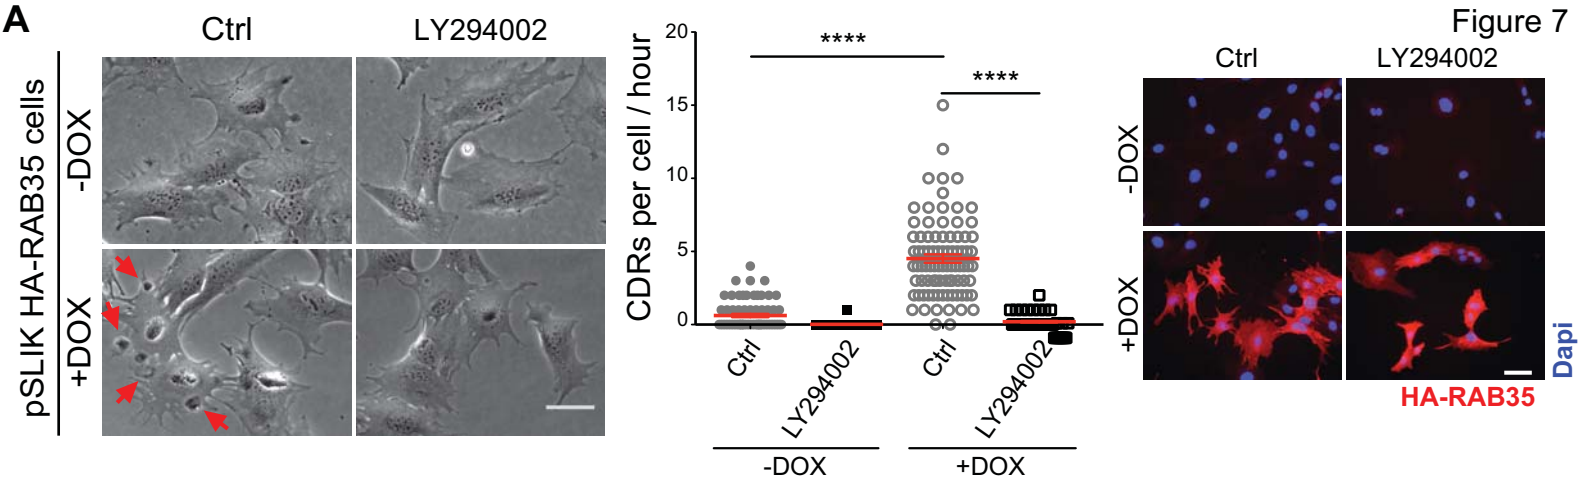 A
Figure 7
Ctrl
LY294002
pSLIK HA-RAB35 cells
-DOX
+DOX
CDRs per cell / hour
20
15
10
5
0
****
****
Ctrl
LY294002
Ctrl
LY294002
-DOX
+DOX
Ctrl
LY294002
-DOX
+DOX
HA-RAB35
Dapi